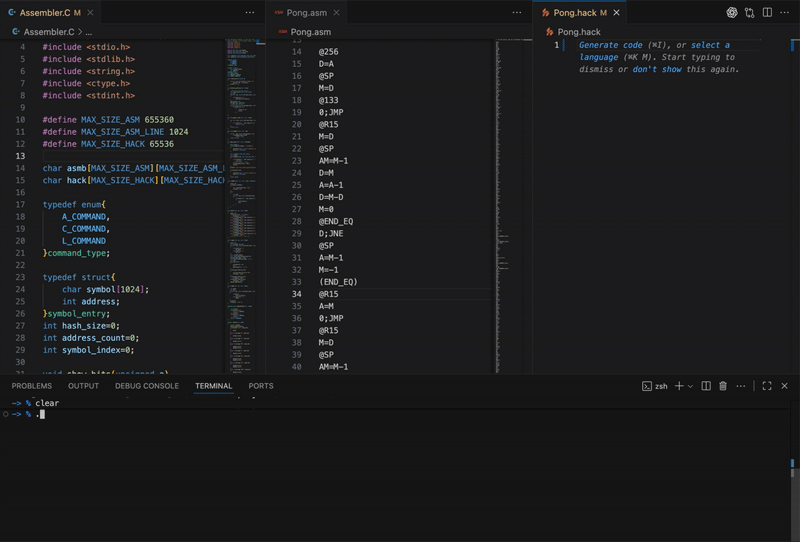 Assembler.C M
Assembler.C > ...
4 #include <stdio.h>
5 #include <stdlib.h>
6 #include <string.h>
7 #include <ctype.h>
8 #include <stdint.h>
9
10 #define MAX_SIZE_ASM 655360
11 #define MAX_SIZE_ASM_LINE 1024
12 #define MAX_SIZE_HACK 65536
13
14 char asmb[MAX_SIZE_ASM][MAX_SIZE_ASM_L
15 char hack[MAX_SIZE_HACK][MAX_SIZE_HACK
16
17 typedef enum{
18 A_COMMAND,
19 C_COMMAND,
20 L_COMMAND
21 }command_type;
22
23 typedef struct{
24 char symbol[1024];
25 int address;
26 }symbol_entry;
27 int hash_size=0;
28 int address_count=0;
29 int symbol_index=0;
30
Pong.asm
Pong.asm
14 @256
15 D=A
16 @SP
17 M=D
18 @133
19 0;JMP
20 @R15
21 M=D
22 @SP
23 AM=M-1
24 D=M
25 A=A-1
26 D=M-D
27 M=0
28 @END_EQ
29 D;JNE
30 @SP
31 A=M-1
32 M=-1
33 (END_EQ)
34 @R15
35 A=M
36 0;JMP
37 @R15
38 M=D
39 @SP
40 AM=M-1
Pong.hack M
Pong.hack
1 Generate code (⌘I), or select a
language (⌘K M). Start typing to
dismiss or don't show this again.
PROBLEMS OUTPUT DEBUG CONSOLE TERMINAL PORTS
zsh
-> % clear
-> % .